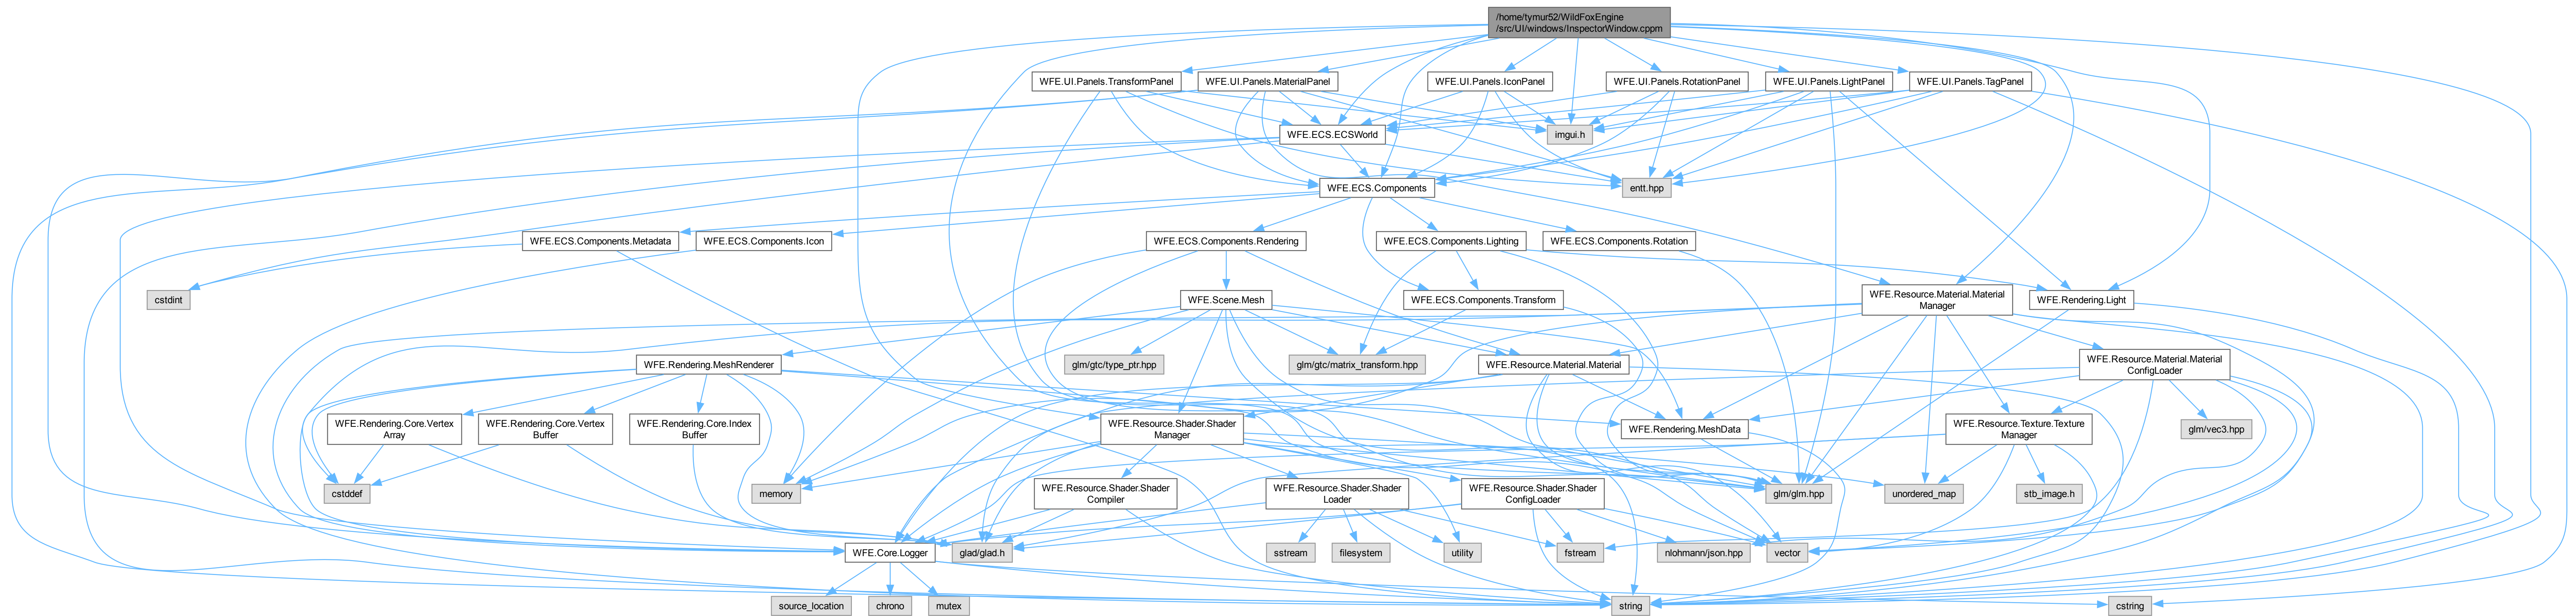 /home/tymur52/WildFoxEngine
/src/UI/windows/InspectorWindow.cppm
WFE.UI.Panels.TransformPanel
WFE.UI.Panels.MaterialPanel
WFE.UI.Panels.IconPanel
WFE.UI.Panels.RotationPanel
WFE.UI.Panels.LightPanel
WFE.UI.Panels.TagPanel
WFE.ECS.ECSWorld
imgui.h
WFE.ECS.Components
entt.hpp
WFE.ECS.Components.Metadata
WFE.ECS.Components.Icon
WFE.ECS.Components.Rendering
WFE.ECS.Components.Lighting
WFE.ECS.Components.Rotation
cstdint
WFE.Scene.Mesh
WFE.ECS.Components.Transform
WFE.Resource.Material.Material
Manager
WFE.Rendering.Light
WFE.Rendering.MeshRenderer
glm/gtc/type_ptr.hpp
glm/gtc/matrix_transform.hpp
WFE.Resource.Material.Material
WFE.Resource.Material.Material
ConfigLoader
WFE.Rendering.Core.Vertex
Array
WFE.Rendering.Core.Vertex
Buffer
WFE.Rendering.Core.Index
Buffer
WFE.Resource.Shader.Shader
Manager
WFE.Rendering.MeshData
WFE.Resource.Texture.Texture
Manager
glm/vec3.hpp
cstddef
memory
WFE.Resource.Shader.Shader
Compiler
WFE.Resource.Shader.Shader
Loader
WFE.Resource.Shader.Shader
ConfigLoader
glm/glm.hpp
unordered_map
stb_image.h
WFE.Core.Logger
glad/glad.h
sstream
filesystem
utility
fstream
nlohmann/json.hpp
vector
source_location
chrono
mutex
string
cstring